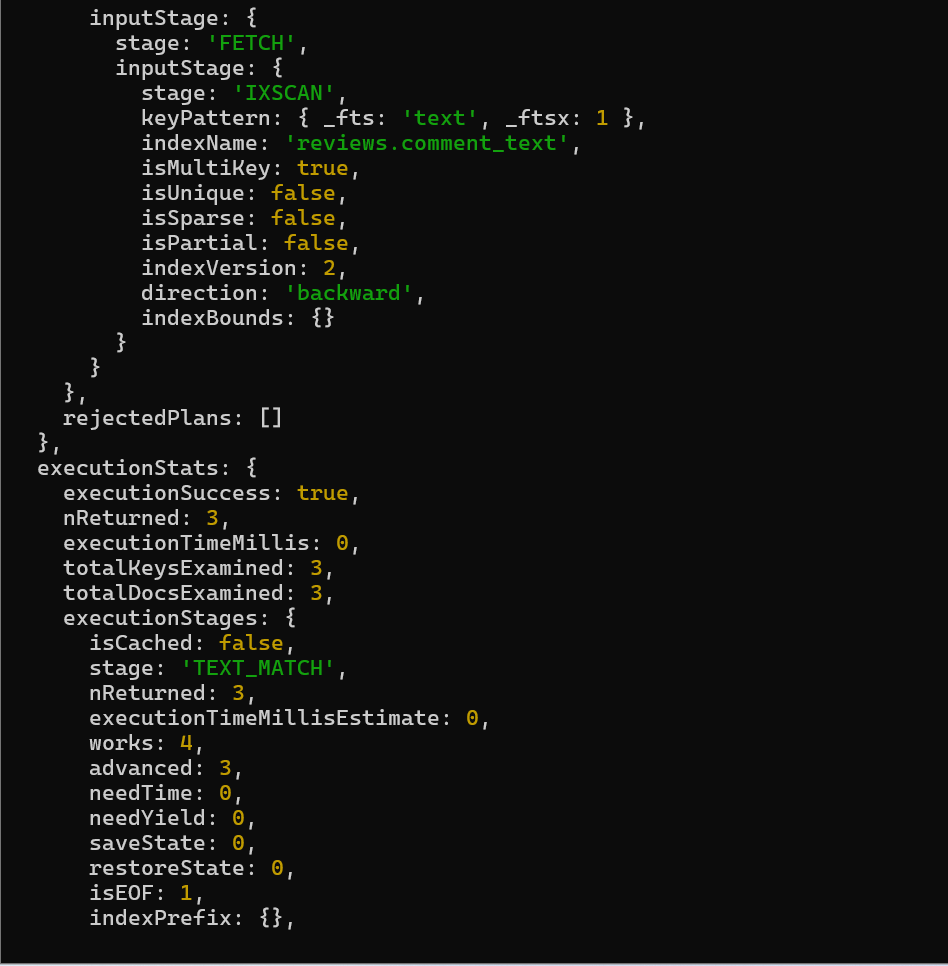 inputStage: {
stage: 'FETCH',
inputStage: {
stage: 'IXSCAN',
keyPattern: { _fts: 'text', _ftsx: 1 },
indexName: 'reviews.comment_text',
isMultiKey: true,
isUnique: false,
isSparse: false,
isPartial: false,
indexVersion: 2,
direction: 'backward',
indexBounds: {}
}
}
},
rejectedPlans: []
},
executionStats: {
executionSuccess: true,
nReturned: 3,
executionTimeMillis: 0,
totalKeysExamined: 3,
totalDocsExamined: 3,
executionStages: {
isCached: false,
stage: 'TEXT_MATCH',
nReturned: 3,
executionTimeMillisEstimate: 0,
works: 4,
advanced: 3,
needTime: 0,
needYield: 0,
saveState: 0,
restoreState: 0,
isEOF: 1,
indexPrefix: {},